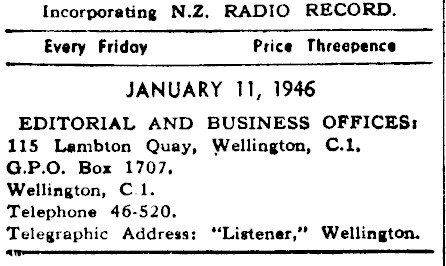 Incorporating N.Z. RADIO RECORD.
Every Friday Price Threepence
JANUARY 11, 1946
EDITORIAL AND BUSINESS OFFICES:
115 Lambton Quay, Wellington, C.1.
G.P.O. Box 1707.
Wellington, C.1.
Telephone 46-520.
Telegraphic Address: "Listener," Wellington.